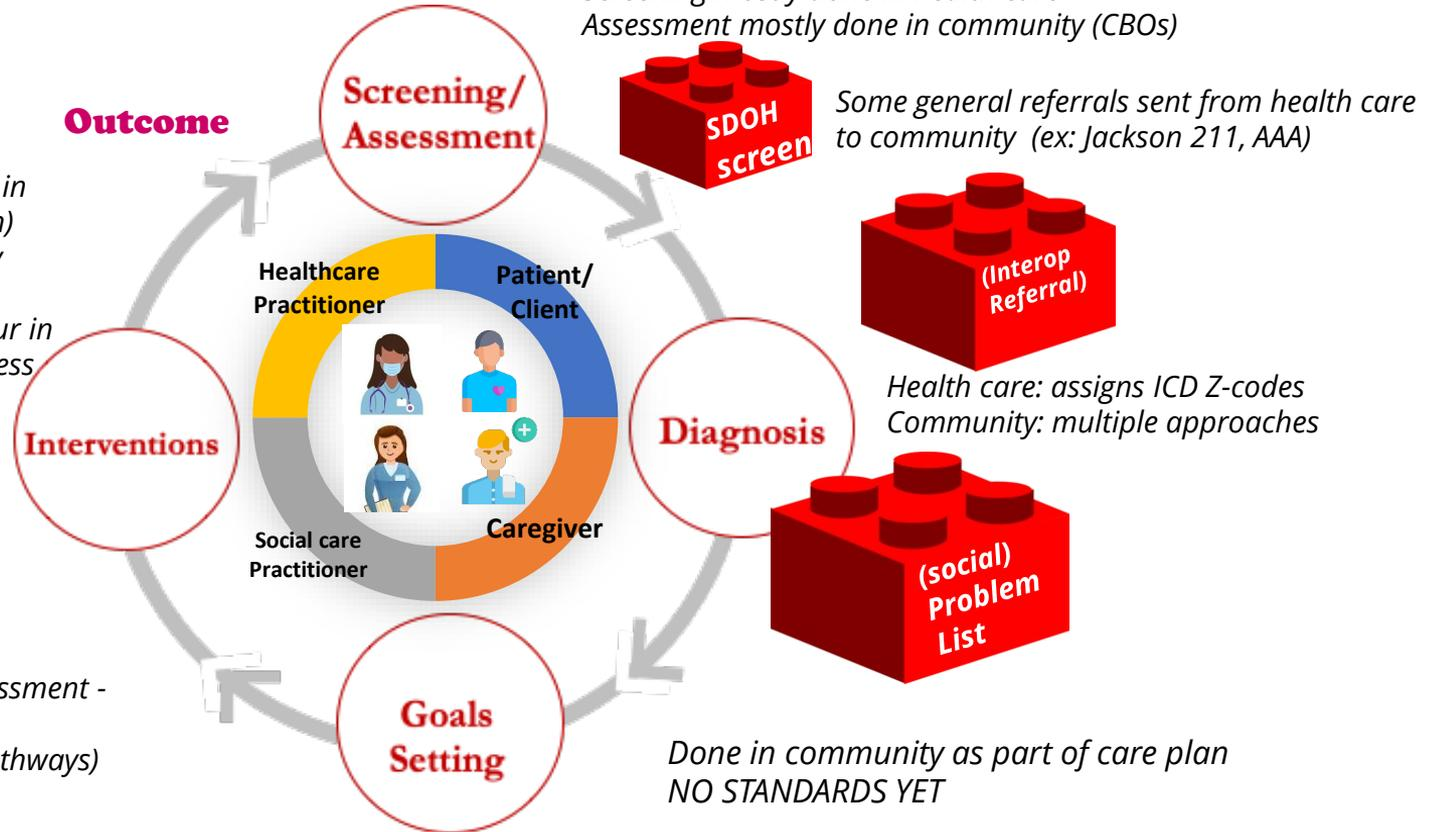 Assessment mostly done in community (CBOs)
Screening/
Assessment
SDOH
screen
Some general referrals sent from health care
to community (ex: Jackson 211, AAA)
Outcome
in
(Interop
Referral)
Healthcare
Practitioner
Patient/
Client
Health care: assigns ICD Z-codes
Community: multiple approaches
Interventions
Diagnosis
Social care
Practitioner
Caregiver
(social)
Problem
List
Goals
Setting
ssment -
thways)
Done in community as part of care plan
NO STANDARDS YET